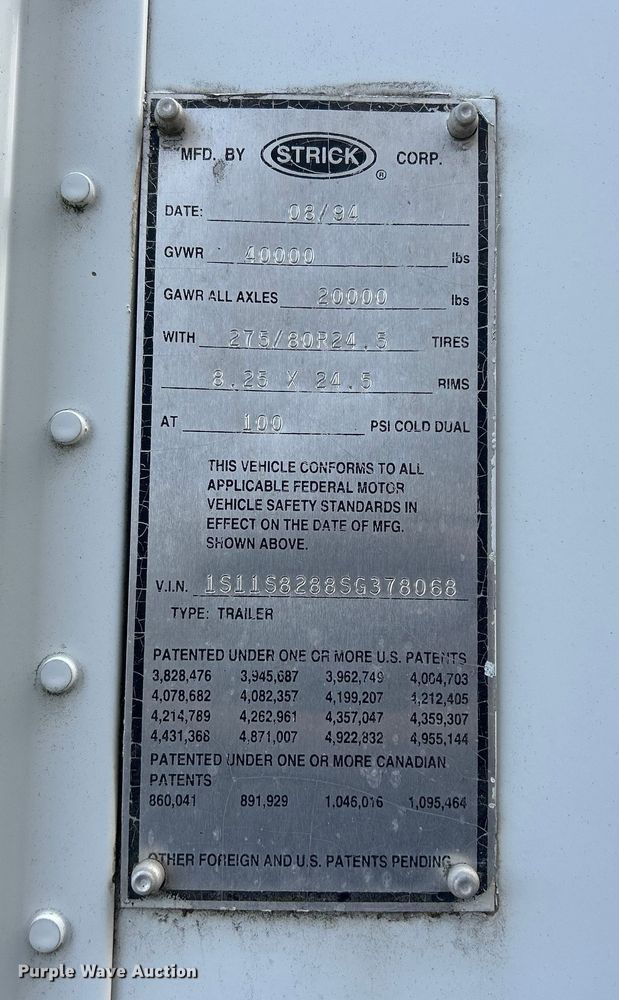 MFD. BY STRICK ® CORP.
DATE: 08/94
GVWR 40000 lbs
GAWR ALL AXLES 20000 lbs
WITH 275/80R24.5 TIRES
8.25 X 24.5 RIMS
AT 100 PSI COLD DUAL
THIS VEHICLE CONFORMS TO ALL
APPLICABLE FEDERAL MOTOR
VEHICLE SAFETY STANDARDS IN
EFFECT ON THE DATE OF MFG.
SHOWN ABOVE.
V.I.N. 1S11S8288SG378068
TYPE: TRAILER
PATENTED UNDER ONE OR MORE U.S. PATENTS
3,828,476 3,945,687 3,962,749 4,004,703
4,078,682 4,082,357 4,199,207 4,212,405
4,214,789 4,262,961 4,357,047 4,359,307
4,431,368 4,871,007 4,922,832 4,955,144
PATENTED UNDER ONE OR MORE CANADIAN
PATENTS
860,041 891,929 1,046,016 1,095,464
OTHER FOREIGN AND U.S. PATENTS PENDING
Purple Wave Auction